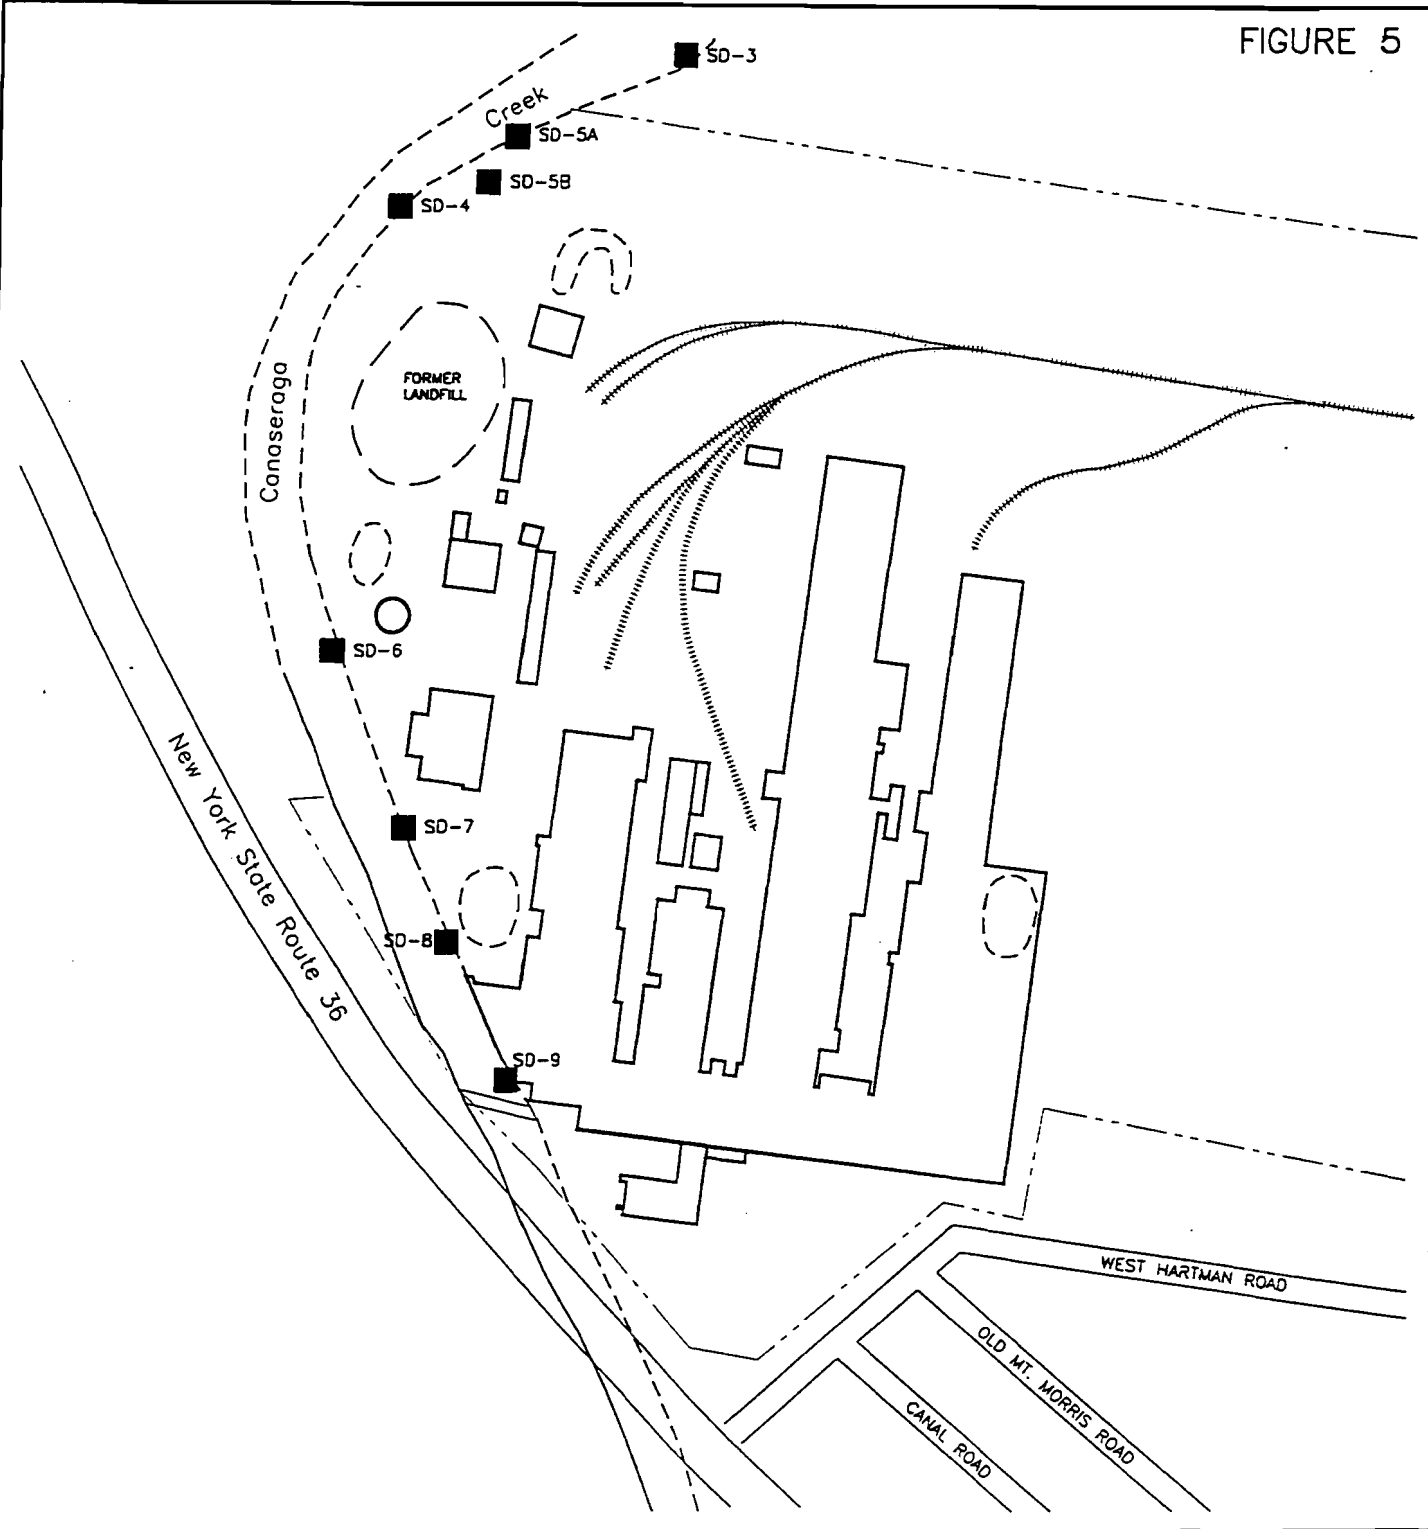 FIGURE 5
SD-3
Creek
SD-5A
SD-5B
SD-4
FORMER
LANDFILL
Canaseraga
SD-6
New York State Route 36
SD-7
SD-8
SD-9
WEST HARTMAN ROAD
OLD MT. MORRIS ROAD
CANAL ROAD